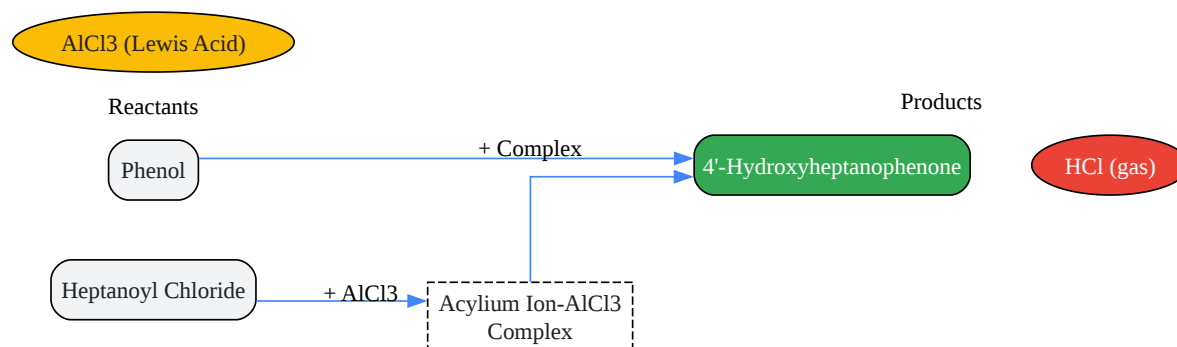 AlCl3 (Lewis Acid)
Reactants
Products
Phenol
+ Complex
4'-Hydroxyheptanophenone
HCl (gas)
Heptanoyl Chloride
+ AlCl3
Acylium Ion-AlCl3
Complex